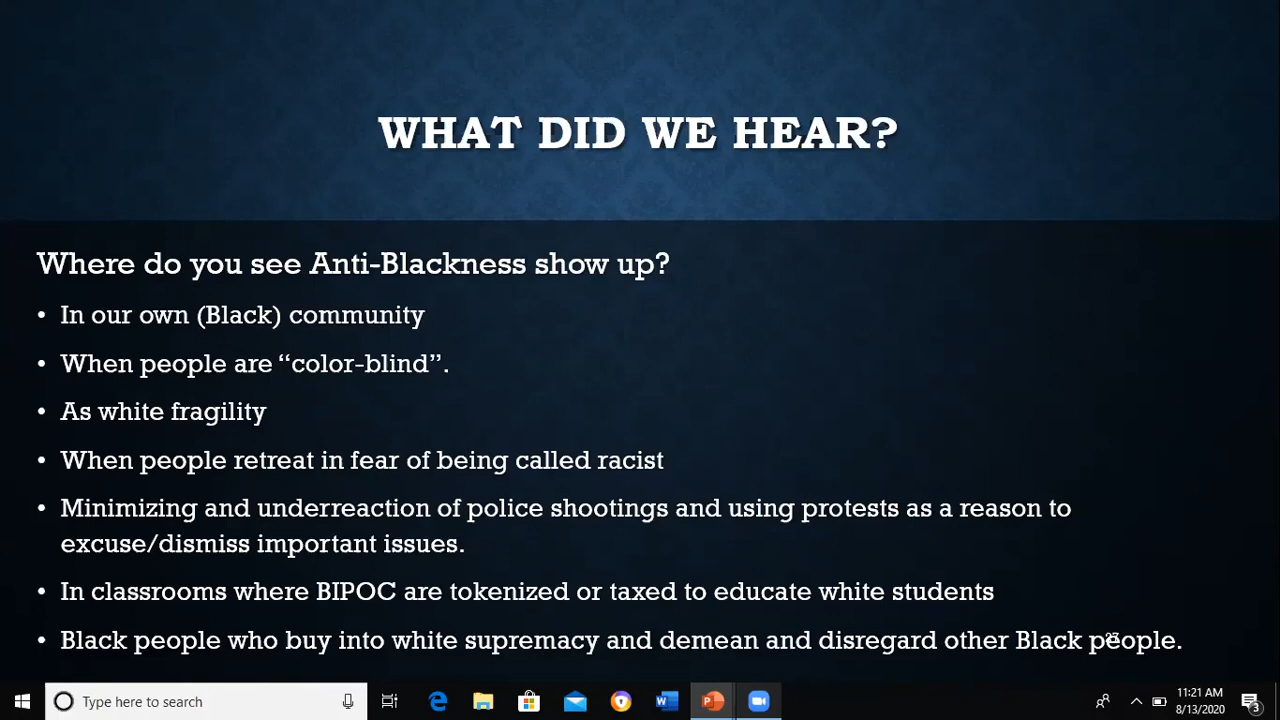 WHAT DID WE HEAR?
Where do you see Anti-Blackness show up?
• In our own (Black) community
• When people are “color-blind”.
• As white fragility
• When people retreat in fear of being called racist
• Minimizing and underreaction of police shootings and using protests as a reason to
excuse/dismiss important issues.
• In classrooms where BIPOC are tokenized or taxed to educate white students
• Black people who buy into white supremacy and demean and disregard other Black people.
Type here to search
11:21 AM
8/13/2020
3